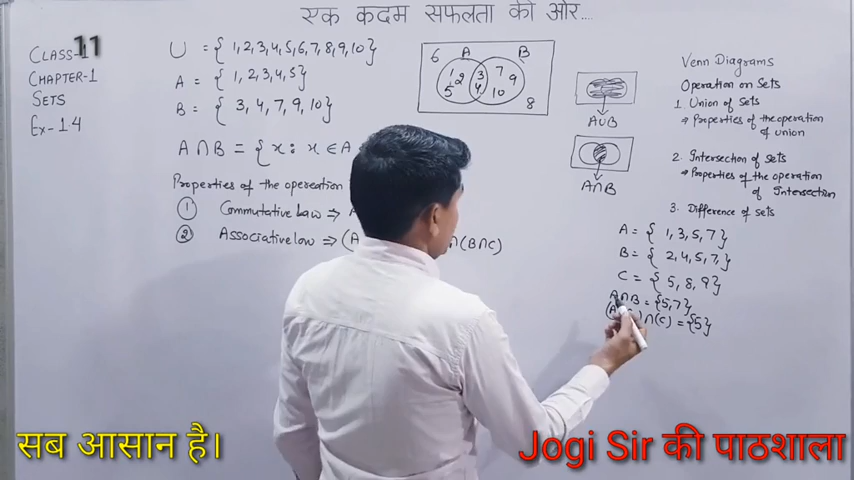 एक कदम सफलता की ओर....
CLASS-11
CHAPTER-1
SETS
Ex-1.4
U = { 1,2,3,4,5,6,7,8,9,10 }
A = { 1,2,3,4,5 }
B = { 3, 4, 7, 9, 10 }
A∩B = { x : x ∈ A
Properties of the opereation
① Commutative Law ⇒
② Associative law ⇒ (A ∩(B∩C)
A B
6 1 2 5 3 4 7 9 10 8
A∪B
A∩B
Venn Diagrams
Operation on Sets
1. Union of Sets
⇒ Properties of the operation
of union
2. Intersection of sets
⇒ Properties of the operation
of Intersection
3. Difference of sets
A = { 1, 3, 5, 7 }
B = { 2, 4, 5, 7, }
C = { 5, 8, 9 }
A∩B = {5, 7}
(A )∩(C) = {5}
सब आसान है।
Jogi Sir की पाठशाला